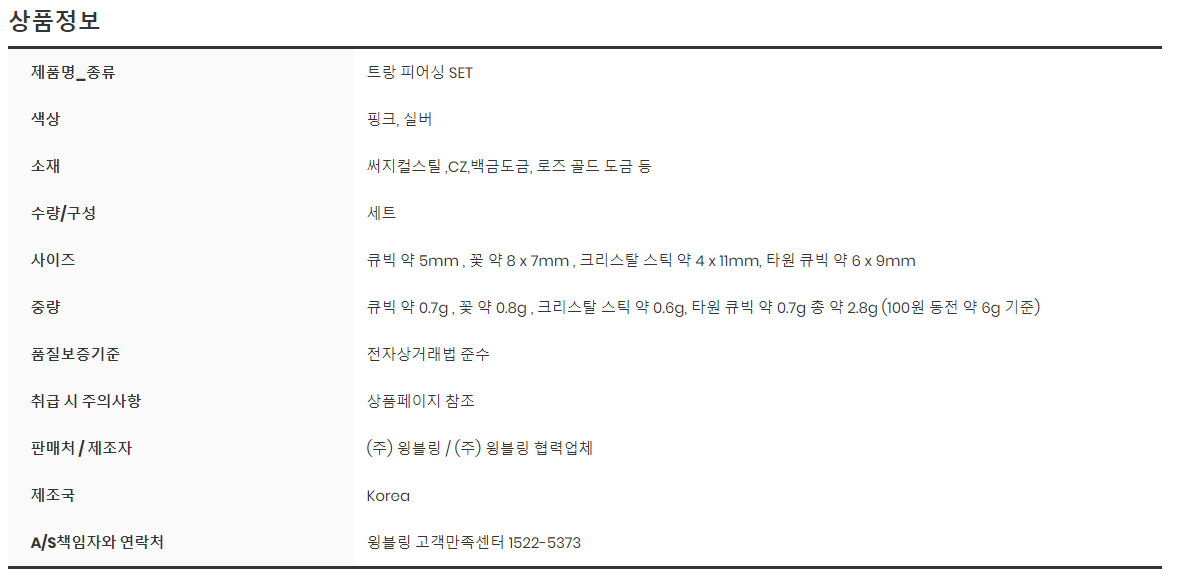 상품정보
제품명_종류 트랑 피어싱 SET
색상 핑크, 실버
소재 써지컬스틸 ,CZ,백금도금, 로즈 골드 도금 등
수량/구성 세트
사이즈 큐빅 약 5mm , 꽃 약 8 x 7mm , 크리스탈 스틱 약 4 x 11mm, 타원 큐빅 약 6 x 9mm
중량 큐빅 약 0.7g , 꽃 약 0.8g , 크리스탈 스틱 약 0.6g, 타원 큐빅 약 0.7g 총 약 2.8g (100원 동전 약 6g 기준)
품질보증기준 전자상거래법 준수
취급 시 주의사항 상품페이지 참조
판매처 / 제조자 (주) 윙블링 / (주) 윙블링 협력업체
제조국 Korea
A/S책임자와 연락처 윙블링 고객만족센터 1522-5373